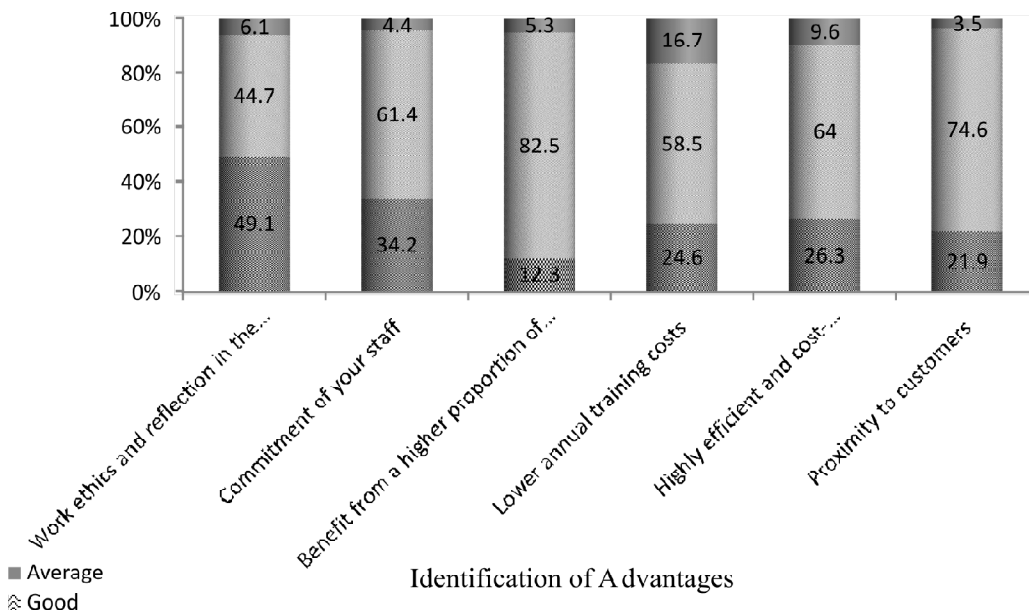 100%
80%
60%
40%
20%
0%
6.1
44.7
49.1
4.4
61.4
34.2
5.3
82.5
12.3
16.7
58.5
24.6
9.6
64
26.3
3.5
74.6
21.9
Work ethics and reflection in the...
Commitment of your staff
Benefit from a higher proportion of...
Lower annual training costs
Highly efficient and cost-...
Proximity to customers
Average
Good
Identification of Advantages